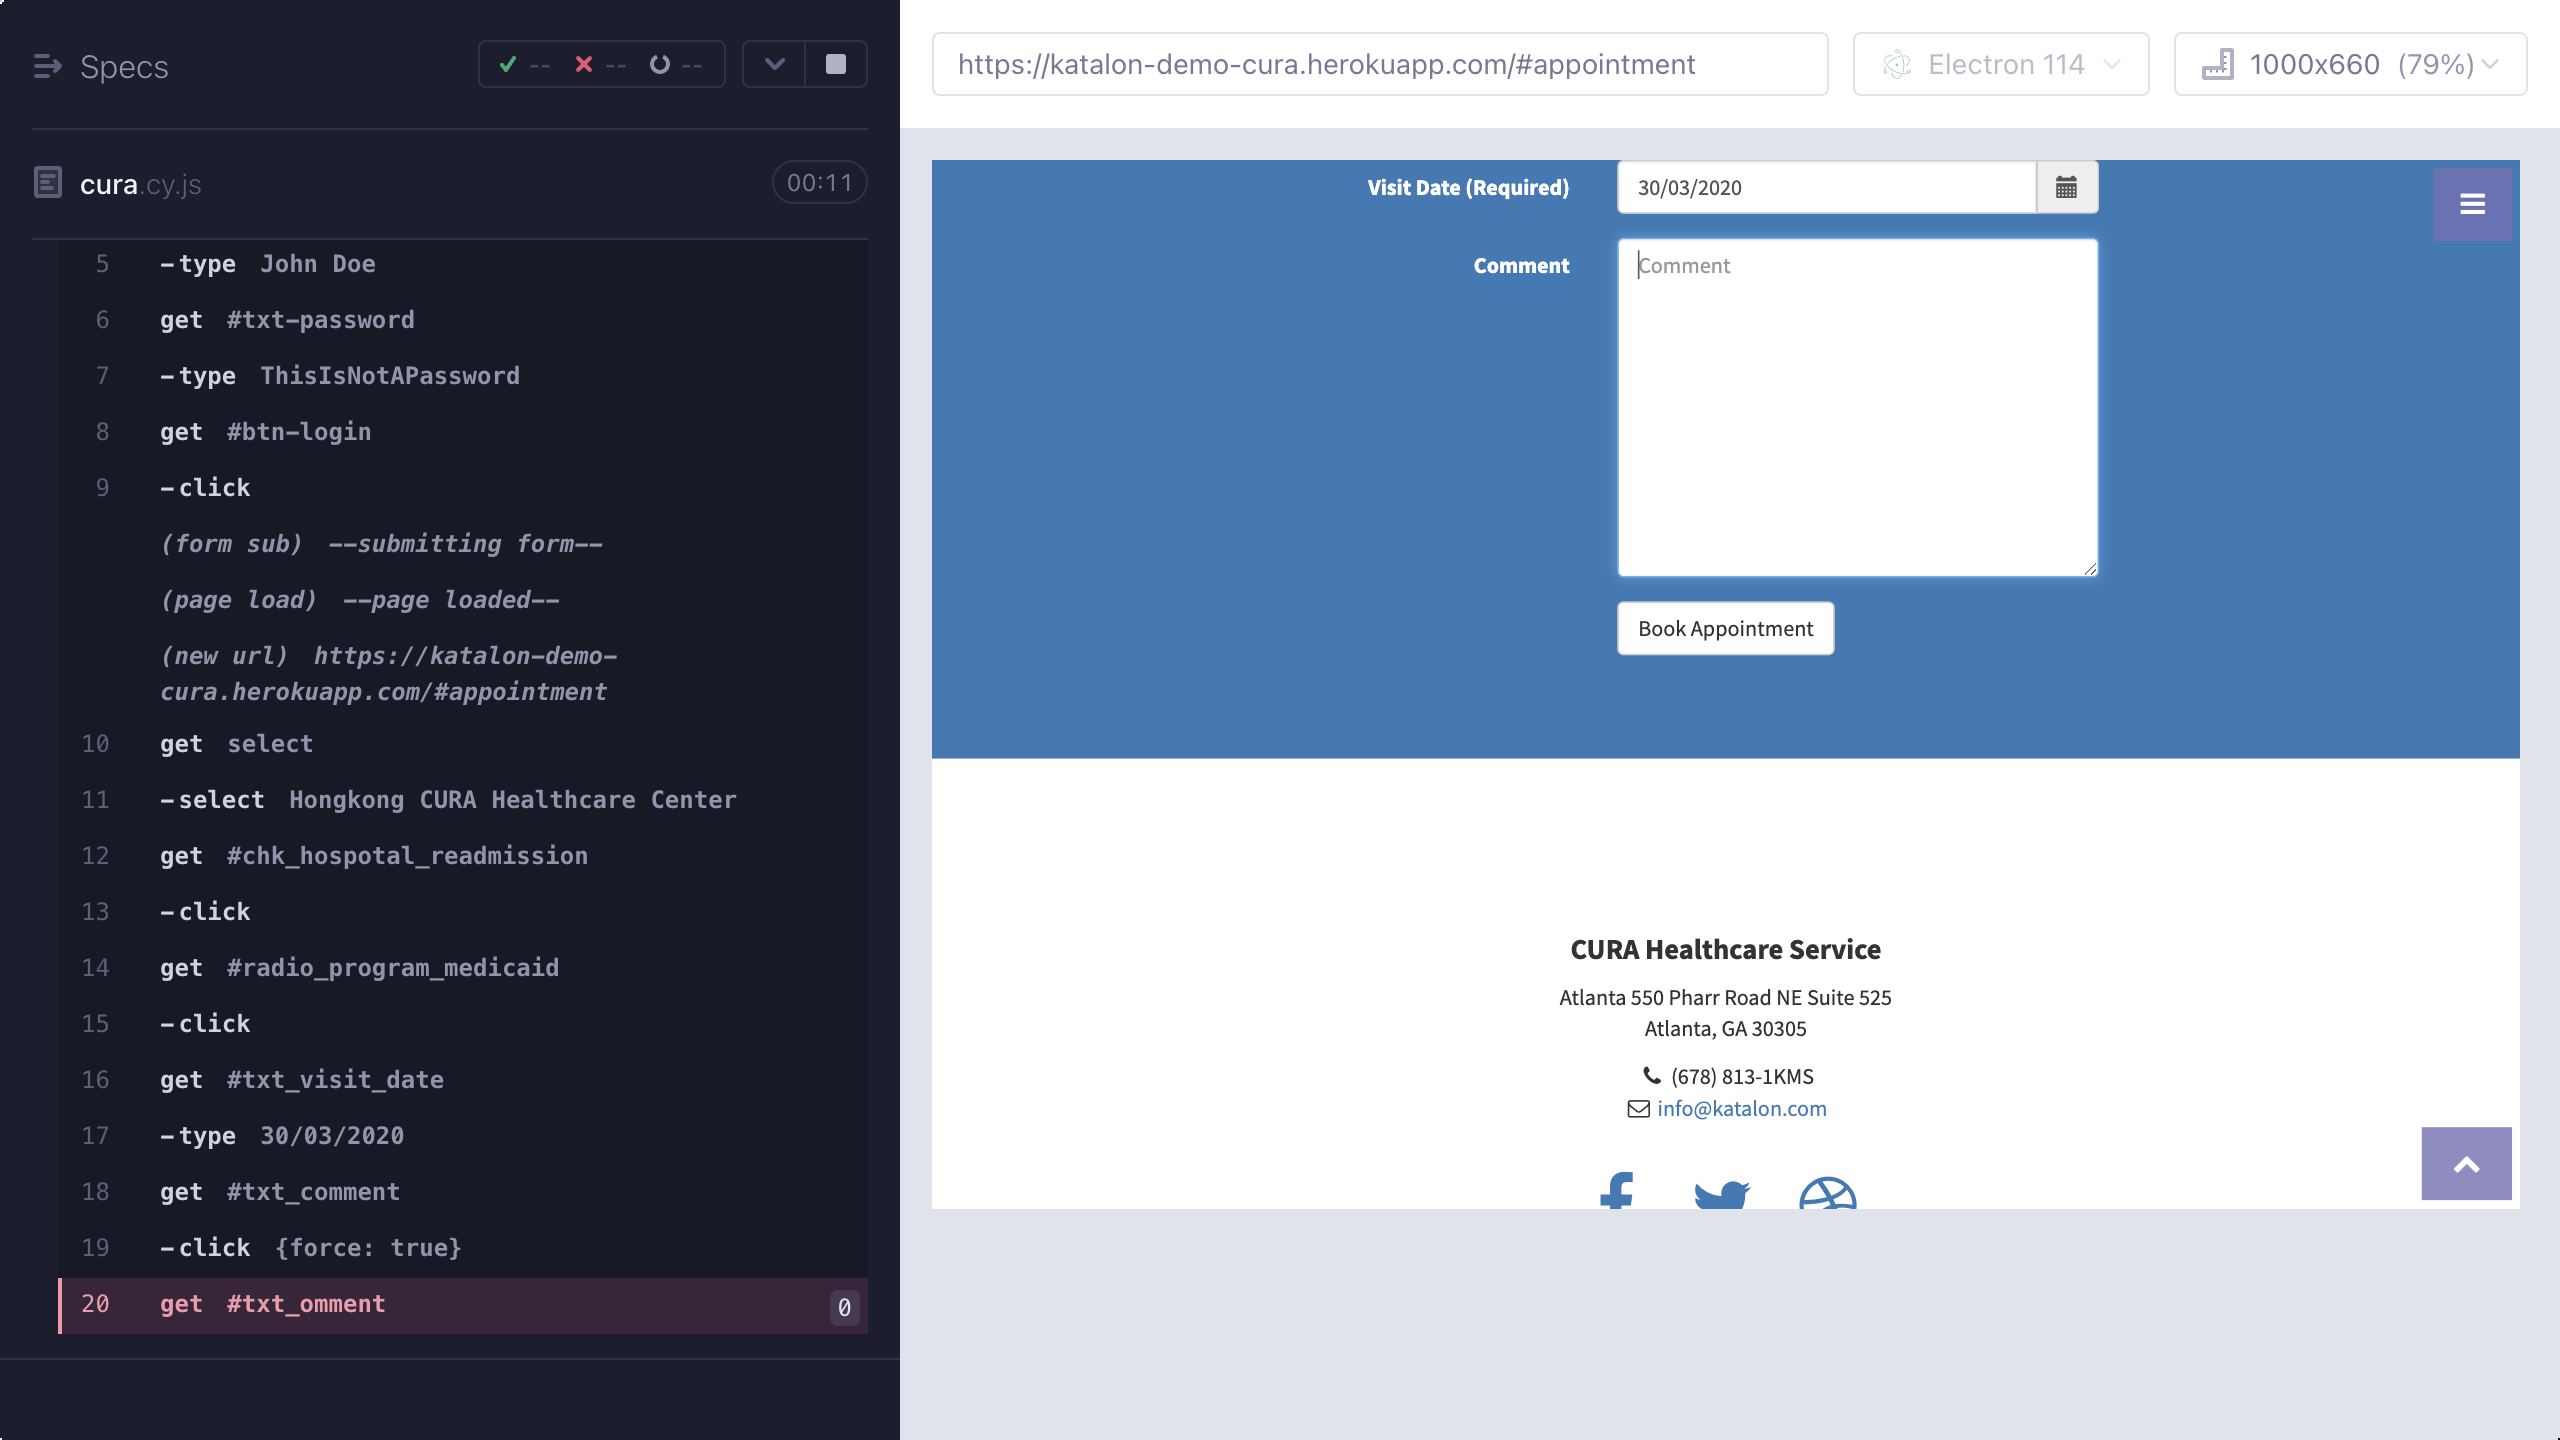 Specs
-- -- --
cura.cy.js 00:11
5 -type John Doe
6 get #txt-password
7 -type ThisIsNotAPassword
8 get #btn-login
9 -click
(form sub) --submitting form--
(page load) --page loaded--
(new url) https://katalon-demo-
cura.herokuapp.com/#appointment
10 get select
11 -select Hongkong CURA Healthcare Center
12 get #chk_hospotal_readmission
13 -click
14 get #radio_program_medicaid
15 -click
16 get #txt_visit_date
17 -type 30/03/2020
18 get #txt_comment
19 -click {force: true}
20 get #txt_omment 0
https://katalon-demo-cura.herokuapp.com/#appointment
Electron 114
1000x660 (79%)
Visit Date (Required) 30/03/2020
Comment Comment
Book Appointment
CURA Healthcare Service
Atlanta 550 Pharr Road NE Suite 525
Atlanta, GA 30305
(678) 813-1KMS
info@katalon.com